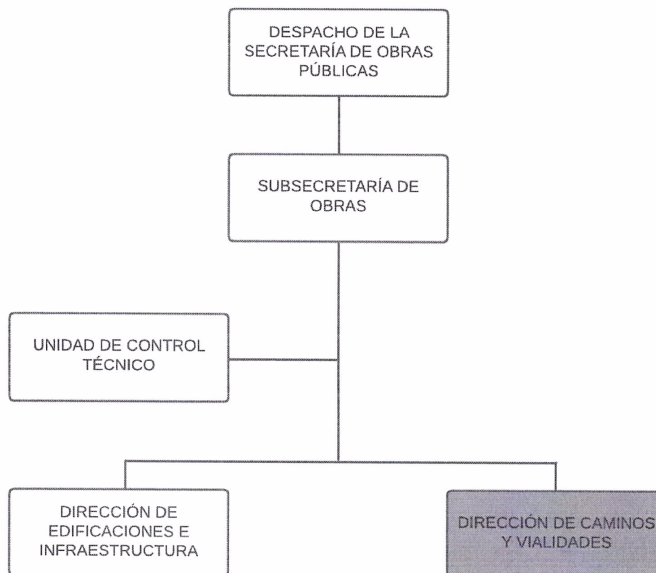 DESPACHO DE LA
SECRETARÍA DE OBRAS
PÚBLICAS
SUBSECRETARÍA DE
OBRAS
UNIDAD DE CONTROL
TÉCNICO
DIRECCIÓN DE
EDIFICACIONES E
INFRAESTRUCTURA
DIRECCIÓN DE CAMINOS
Y VIALIDADES